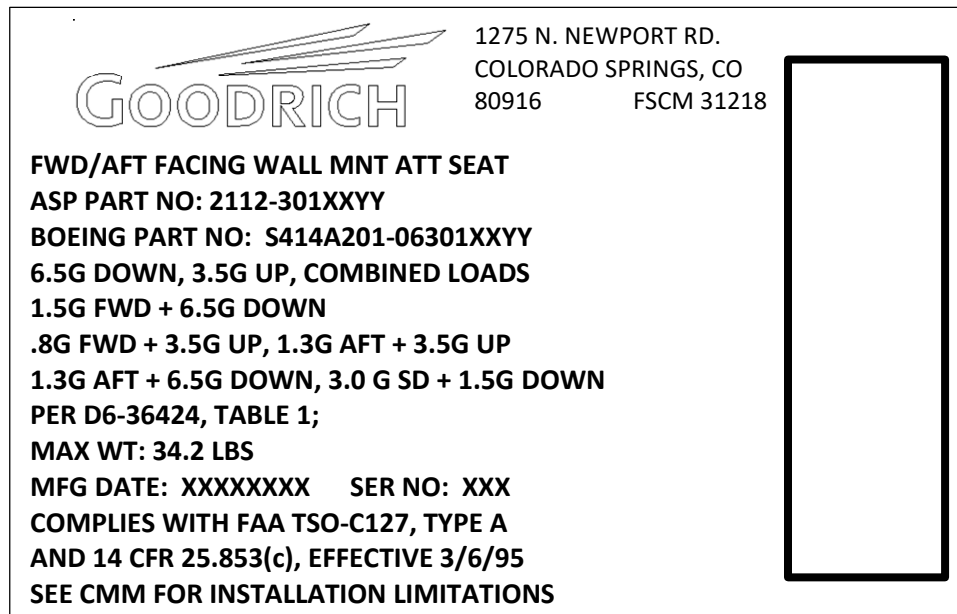 GOODRICH
1275 N. NEWPORT RD.
COLORADO SPRINGS, CO
80916 FSCM 31218
FWD/AFT FACING WALL MNT ATT SEAT
ASP PART NO: 2112-301XXYY
BOEING PART NO: S414A201-06301XXYY
6.5G DOWN, 3.5G UP, COMBINED LOADS
1.5G FWD + 6.5G DOWN
.8G FWD + 3.5G UP, 1.3G AFT + 3.5G UP
1.3G AFT + 6.5G DOWN, 3.0 G SD + 1.5G DOWN
PER D6-36424, TABLE 1;
MAX WT: 34.2 LBS
MFG DATE: XXXXXXXX SER NO: XXX
COMPLIES WITH FAA TSO-C127, TYPE A
AND 14 CFR 25.853(c), EFFECTIVE 3/6/95
SEE CMM FOR INSTALLATION LIMITATIONS